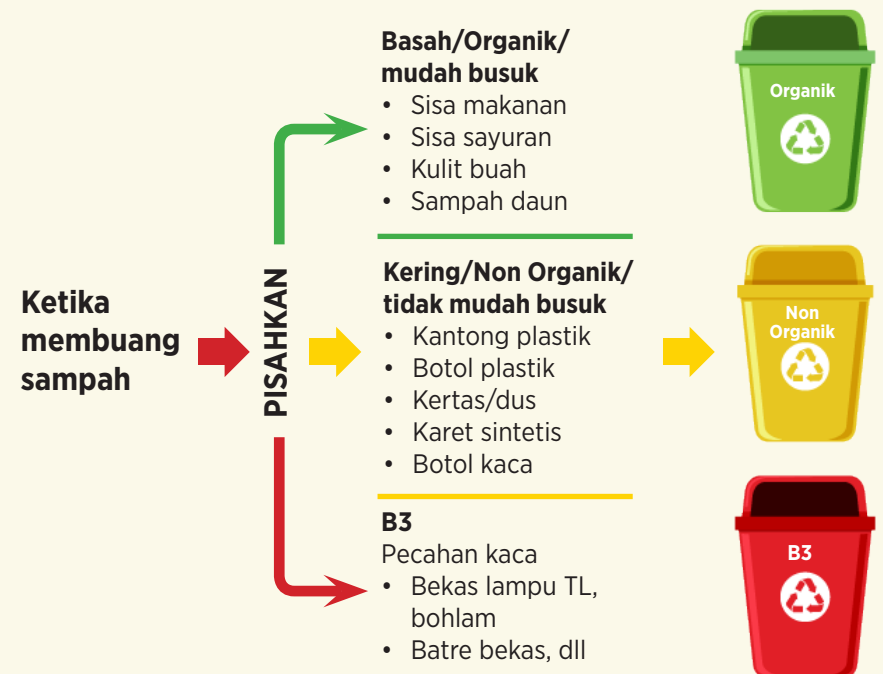 Ketika
membuang
sampah
PISAHKAN
Basah/Organik/
mudah busuk
• Sisa makanan
• Sisa sayuran
• Kulit buah
• Sampah daun
Organik
Kering/Non Organik/
tidak mudah busuk
• Kantong plastik
• Botol plastik
• Kertas/dus
• Karet sintetis
• Botol kaca
Non
Organik
B3
Pecahan kaca
• Bekas lampu TL,
bohlam
• Batre bekas, dll
B3